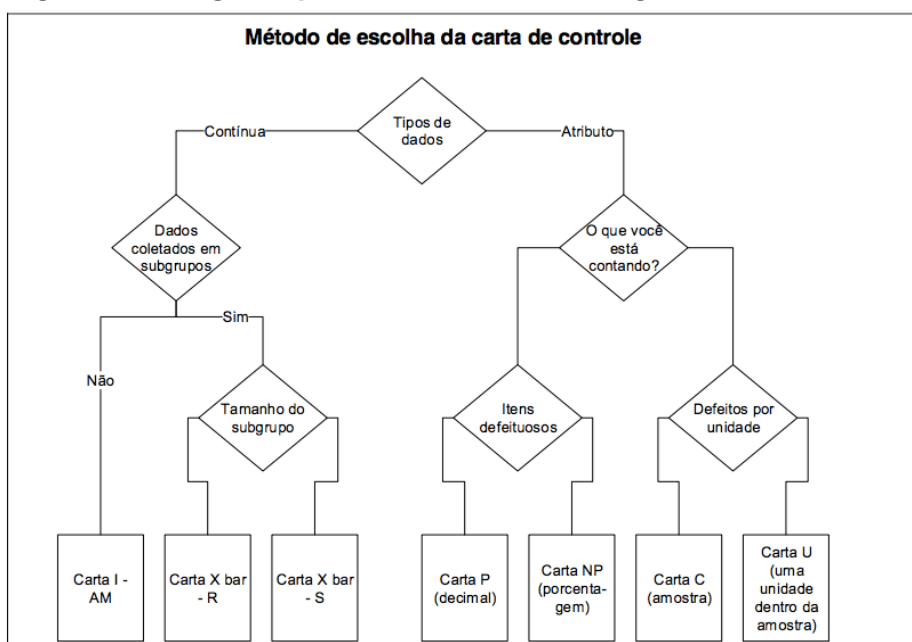 Método de escolha da carta de controle
Tipos de
dados
Contínua
Atributo
Dados
coletados em
subgrupos
O que você
está
contando?
Sim
Não
Tamanho do
subgrupo
Itens
defeituosos
Defeitos por
unidade
Carta I -
AM
Carta X bar
- R
Carta X bar
- S
Carta P
(decimal)
Carta NP
(porcenta-
gem)
Carta C
(amostra)
Carta U
(uma
unidade
dentro da
amostra)